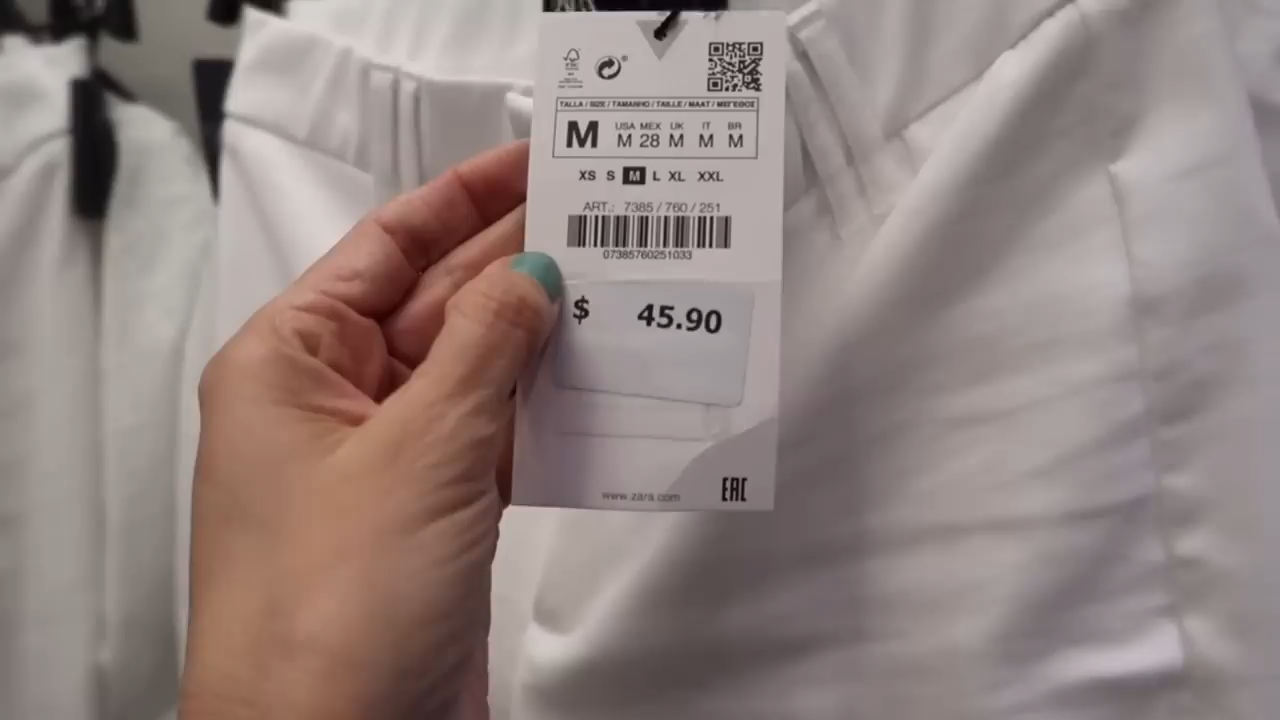 TALLA / SIZE / TAMANHO / TAILLE / MAAT / ΜΕΓΕΘΟΣ
M
USA MEX UK IT BR
M 28 M M M
XS S M L XL XXL
ART.: 7385 / 760 / 251
07385760251033
$ 45.90
www.zara.com
EAC